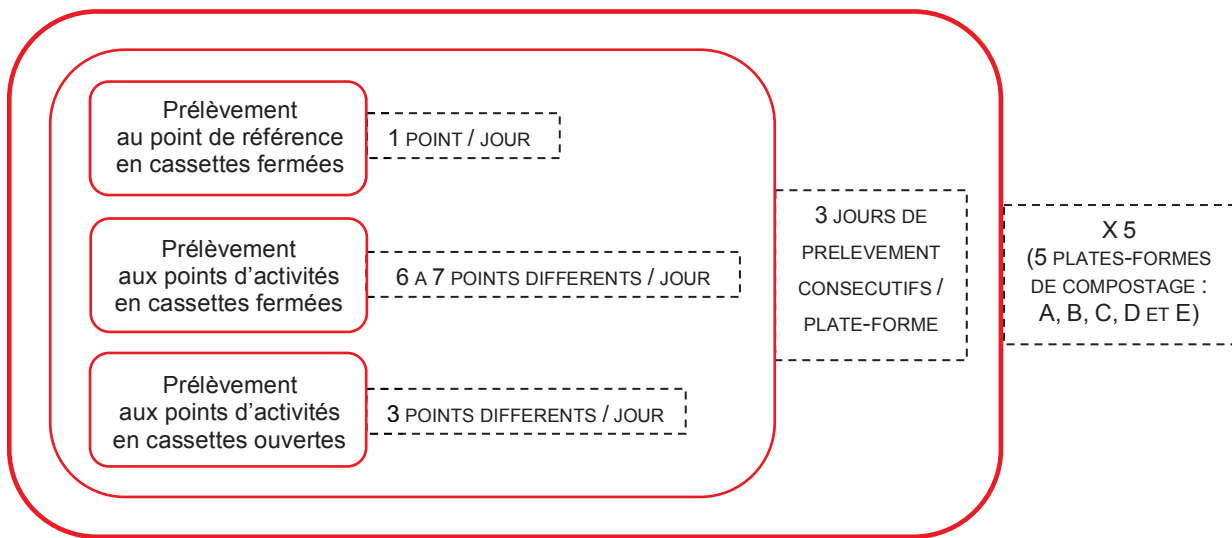 Prélèvement
au point de référence
en cassettes fermées
1 POINT / JOUR
Prélèvement
aux points d'activités
en cassettes fermées
6 A 7 POINTS DIFFERENTS / JOUR
Prélèvement
aux points d'activités
en cassettes ouvertes
3 POINTS DIFFERENTS / JOUR
3 JOURS DE
PRELEVEMENT
CONSECUTIFS /
PLATE-FORME
X 5
(5 PLATES-FORMES
DE COMPOSTAGE :
A, B, C, D ET E)